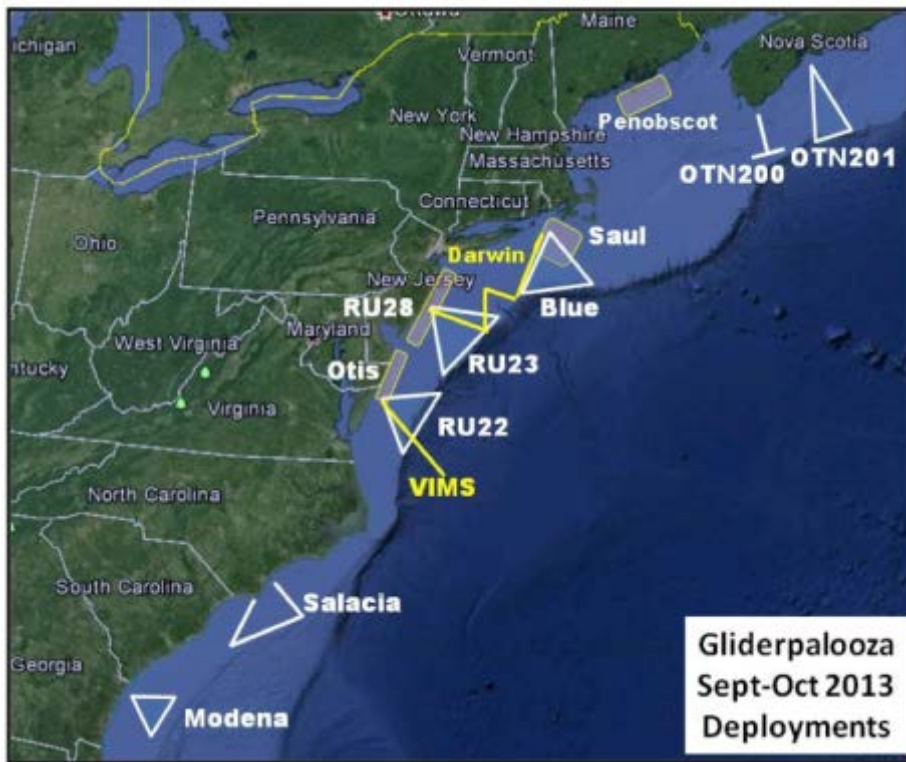 Ottawa
Maine
ichigan
Vermont
Nova Scotia
New York
Penobscot
New Hampshire
Massachusetts
OTN200
OTN201
Connecticut
Pennsylvania
Ohio
Darwin
Saul
New Jersey
RU28
Blue
Maryland
West Virginia
RU23
Otis
ntucky
Virginia
RU22
VIMS
North Carolina
South Carolina
Salacia
Georgia
Modena
Gliderpalooza
Sept-Oct 2013
Deployments